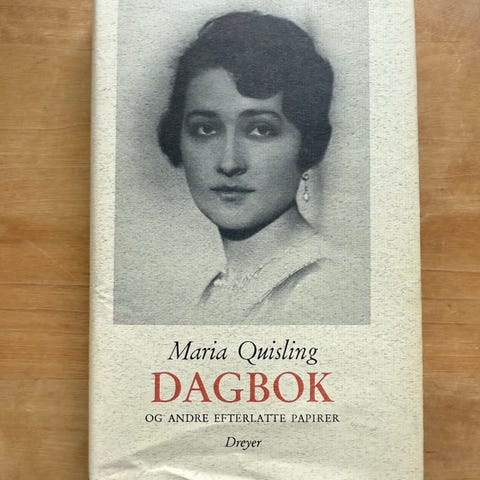 Maria Quisling
DAGBOK
OG ANDRE EFTERLATTE PAPIRER
Dreyer